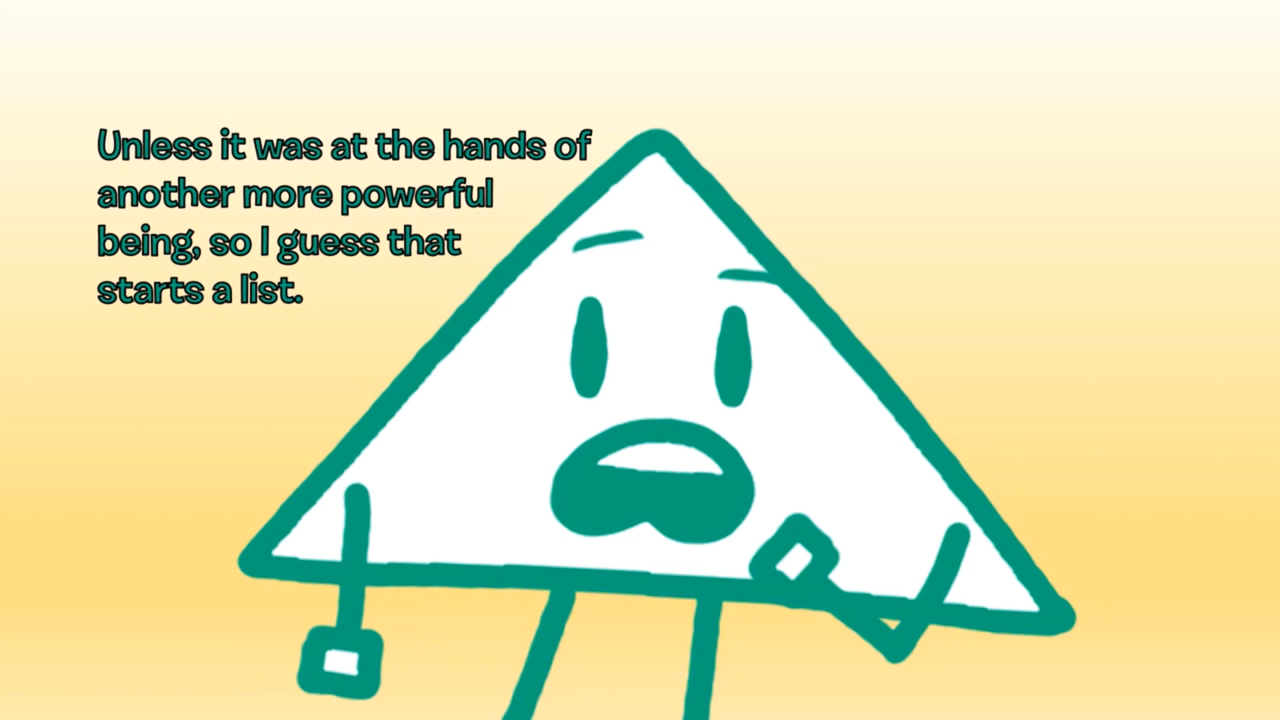 Unless it was at the hands of
another more powerful
being, so I guess that
starts a list.